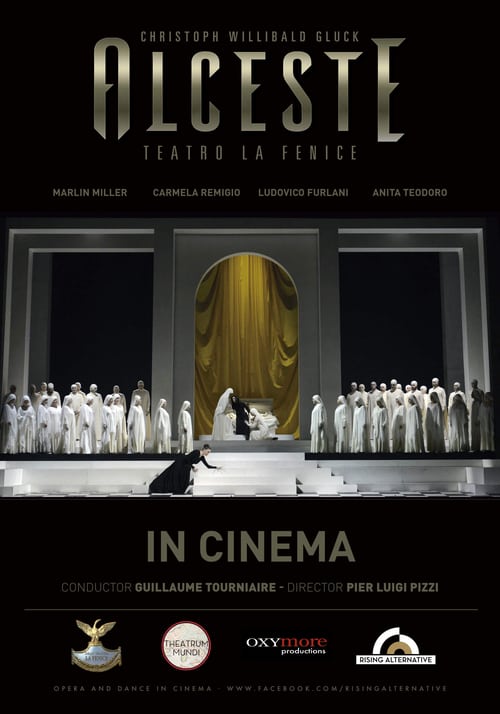 CHRISTOPH WILLIBALD GLUCK
ALCESTE
TEATRO LA FENICE
MARLIN MILLER CARMELA REMIGIO LUDOVICO FURLANI ANITA TEODORO
IN CINEMA
CONDUCTOR GUILLAUME TOURNIAIRE - DIRECTOR PIER LUIGI PIZZI
LA FENICE
THEATRUM
MUNDI
oxymore
productions
RISING ALTERNATIVE
OPERA AND DANCE IN CINEMA · WWW.FACEBOOK.COM/RISINGALTERNATIVE